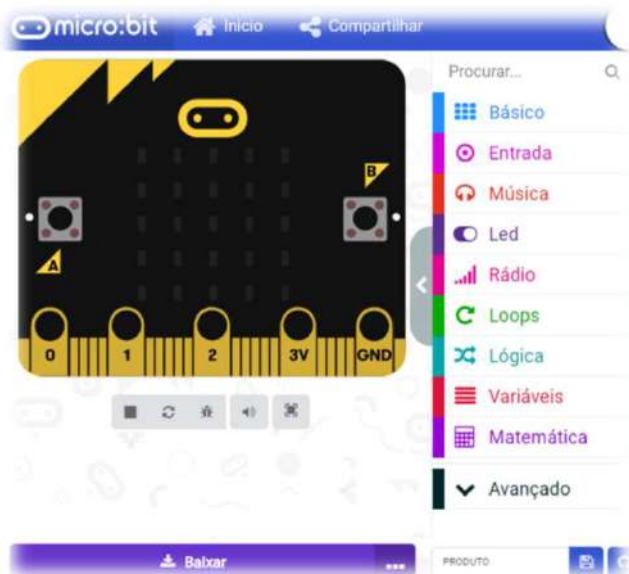 micro:bit Início Compartilhar
Procurar...
Básico
Entrada
B
Música
Led
A
Rádio
Loops
0 1 2 3V GND
Lógica
Variáveis
Matemática
Avançado
Baixar ...
PRODUTO